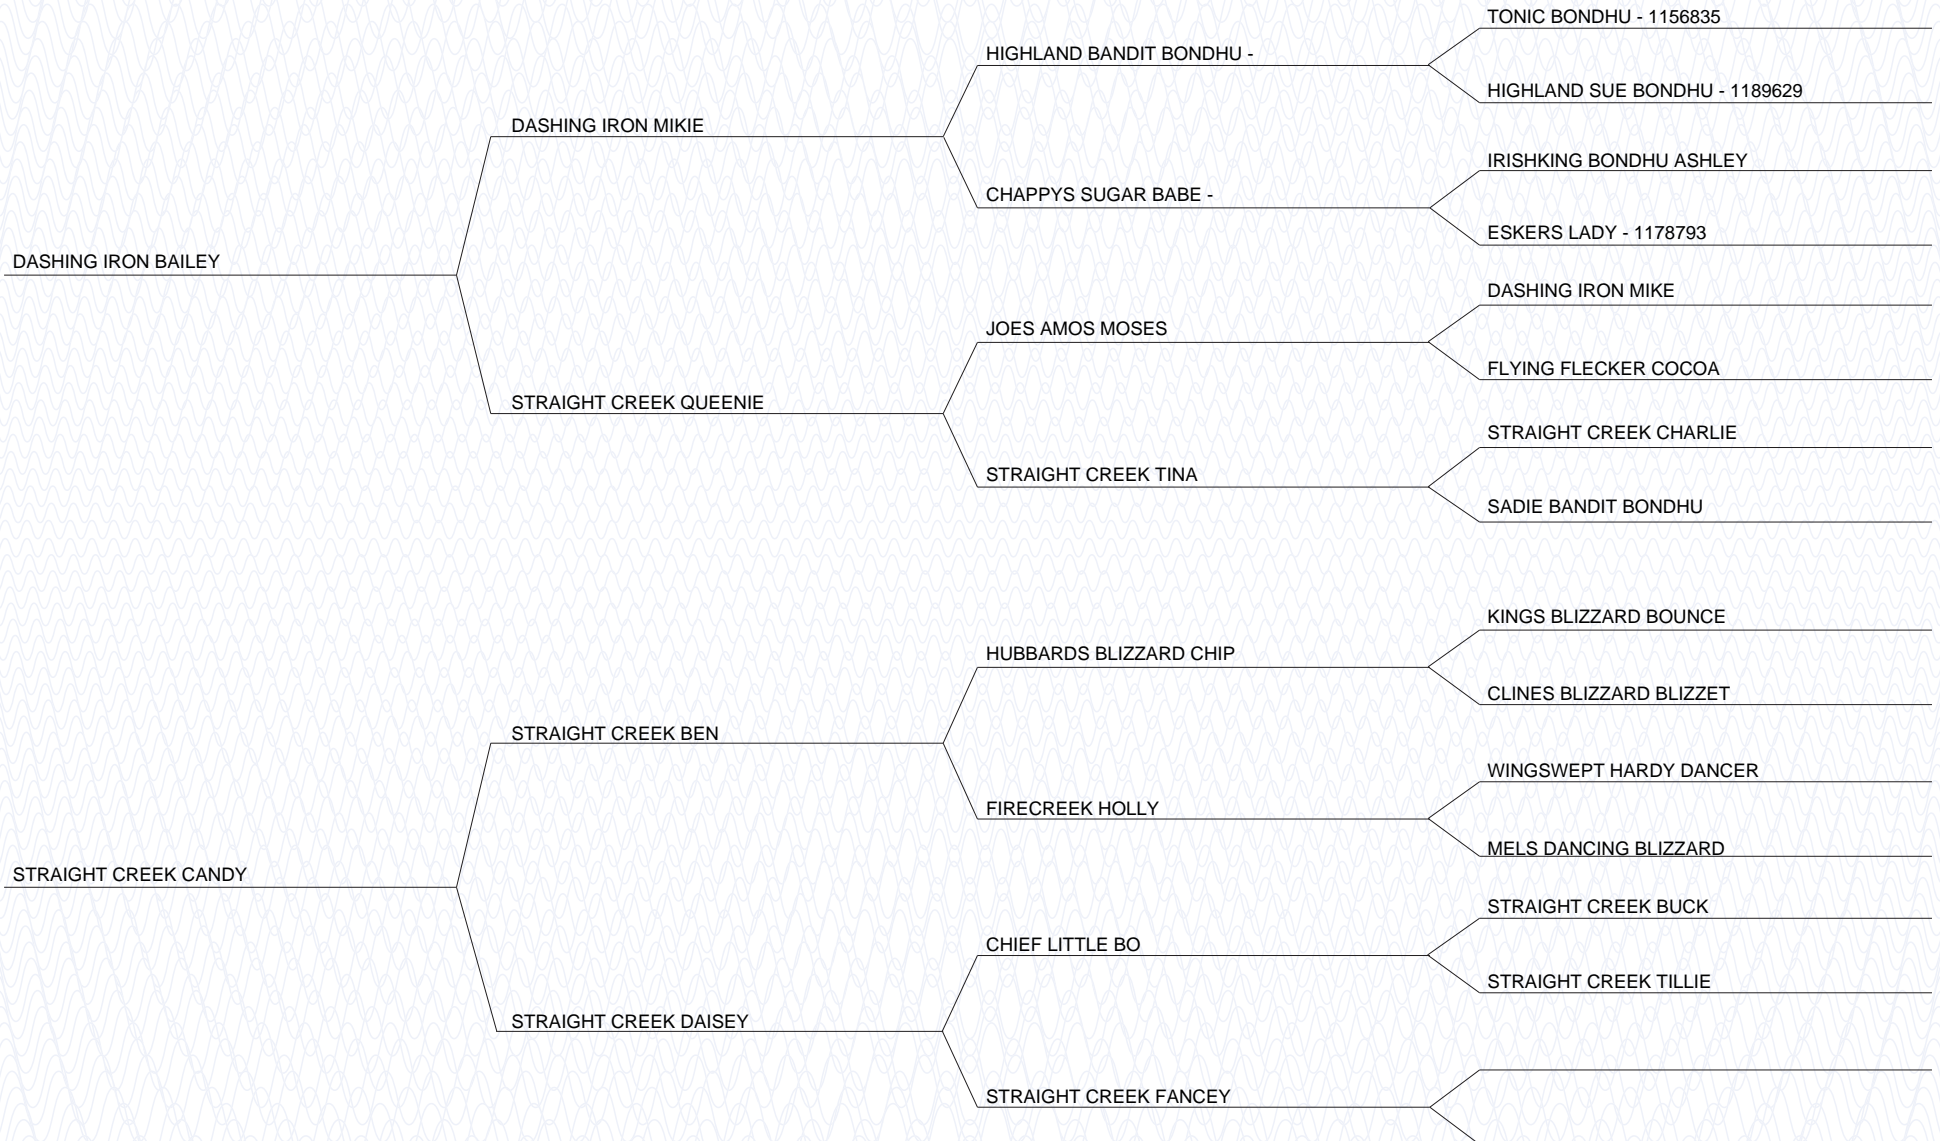 TONIC BONDHU - 1156835
HIGHLAND BANDIT BONDHU -
HIGHLAND SUE BONDHU - 1189629
DASHING IRON MIKIE
IRISHKING BONDHU ASHLEY
CHAPPYS SUGAR BABE -
ESKERS LADY - 1178793
DASHING IRON BAILEY
DASHING IRON MIKE
JOES AMOS MOSES
FLYING FLECKER COCOA
STRAIGHT CREEK QUEENIE
STRAIGHT CREEK CHARLIE
STRAIGHT CREEK TINA
SADIE BANDIT BONDHU
KINGS BLIZZARD BOUNCE
HUBBARDS BLIZZARD CHIP
CLINES BLIZZARD BLIZZET
STRAIGHT CREEK BEN
WINGSWEPT HARDY DANCER
FIRECREEK HOLLY
MELS DANCING BLIZZARD
STRAIGHT CREEK CANDY
STRAIGHT CREEK BUCK
CHIEF LITTLE BO
STRAIGHT CREEK TILLIE
STRAIGHT CREEK DAISEY
STRAIGHT CREEK FANCEY